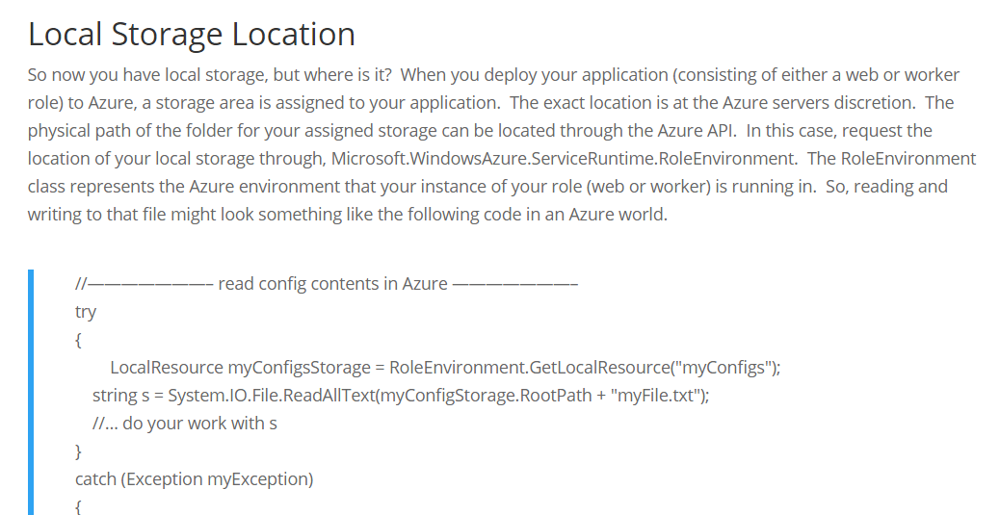 Local Storage Location
So now you have local storage, but where is it?  When you deploy your application (consisting of either a web or worker
role) to Azure, a storage area is assigned to your application.  The exact location is at the Azure servers discretion.  The
physical path of the folder for your assigned storage can be located through the Azure API.  In this case, request the
location of your local storage through, Microsoft.WindowsAzure.ServiceRuntime.RoleEnvironment.  The RoleEnvironment
class represents the Azure environment that your instance of your role (web or worker) is running in.  So, reading and
writing to that file might look something like the following code in an Azure world.
//———————– read config contents in Azure ———————–
try
{
LocalResource myConfigsStorage = RoleEnvironment.GetLocalResource("myConfigs");
string s = System.IO.File.ReadAllText(myConfigStorage.RootPath + "myFile.txt");
//... do your work with s
}
catch (Exception myException)
{